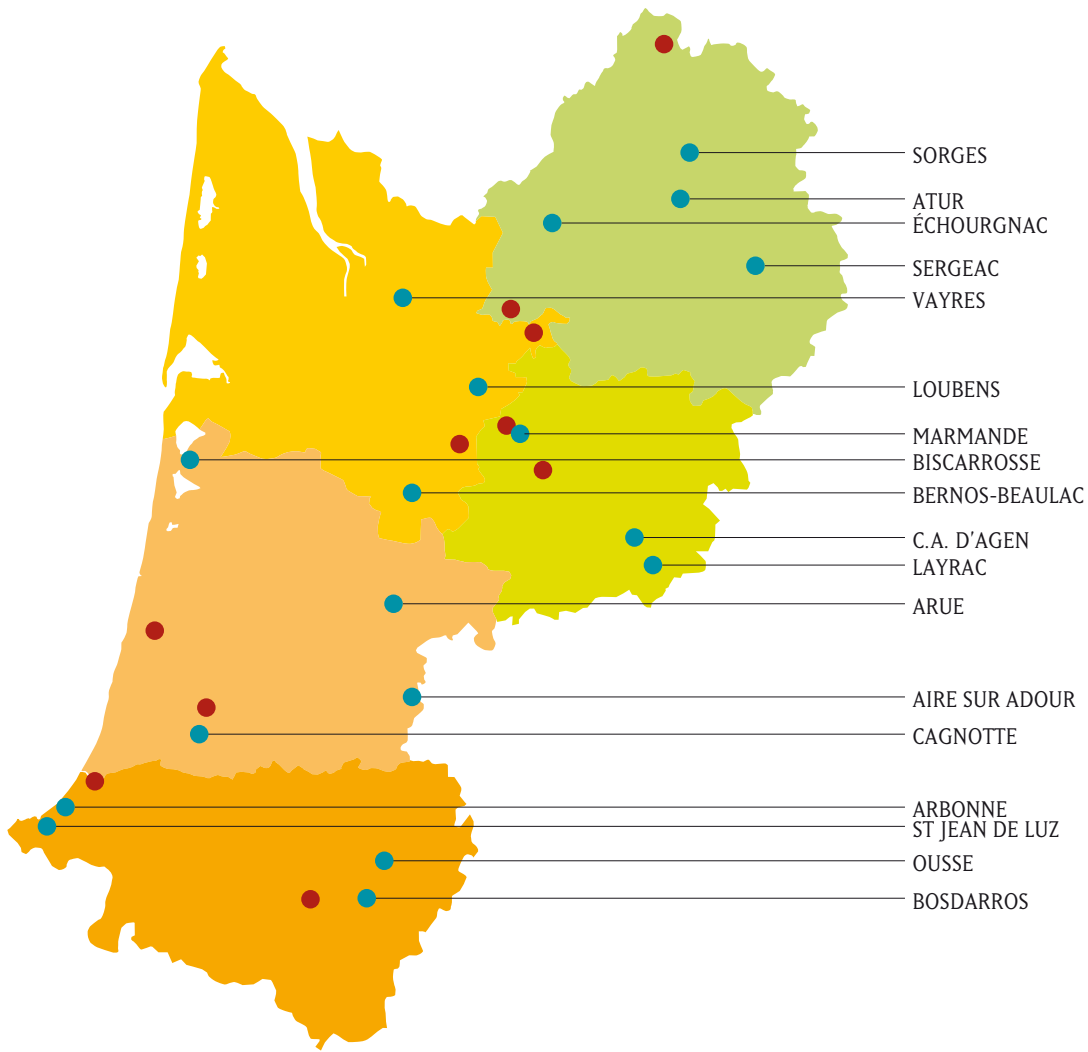 SORGES
ATUR
ÉCHOURGNAC
SERGEAC
VAYRES
LOUBENS
MARMANDE
BISCARROSSE
BERNOS-BEAULAC
C.A. D'AGEN
LAYRAC
ARUE
AIRE SUR ADOUR
CAGNOTTE
ARBONNE
ST JEAN DE LUZ
OUSSE
BOSDARROS